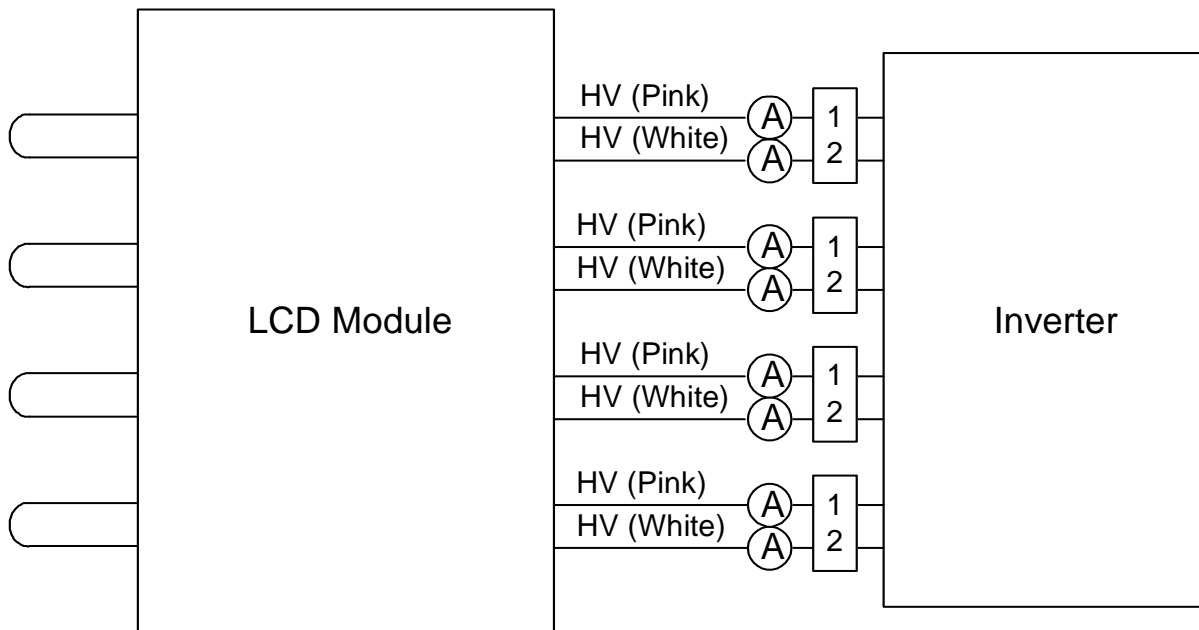 HV (Pink)
A
1
HV (White)
A
2
HV (Pink)
A
1
HV (White)
A
2
LCD Module
Inverter
HV (Pink)
A
1
HV (White)
A
2
HV (Pink)
A
1
HV (White)
A
2